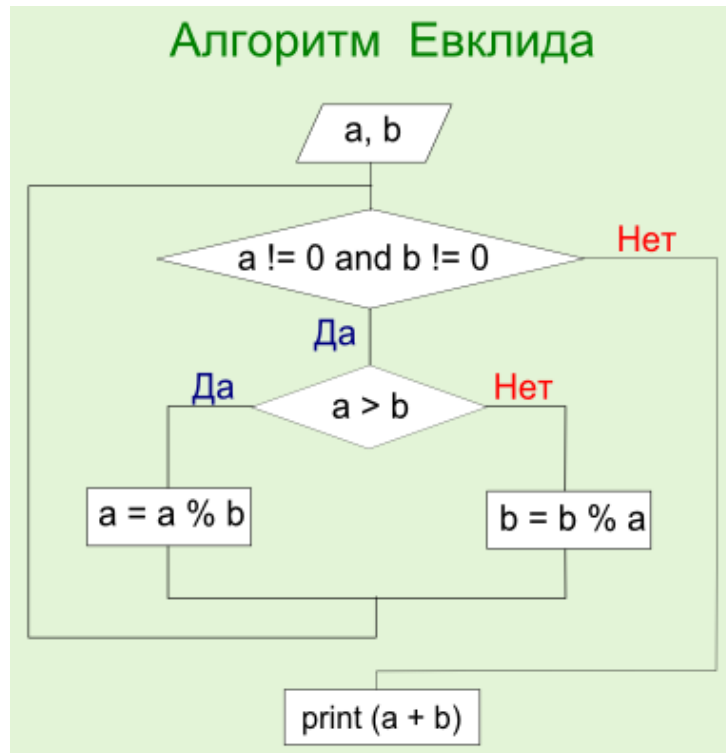 Алгоритм Евклида
a, b
a != 0 and b != 0
Нет
Да
Да
a > b
Нет
a = a % b
b = b % a
print (a + b)